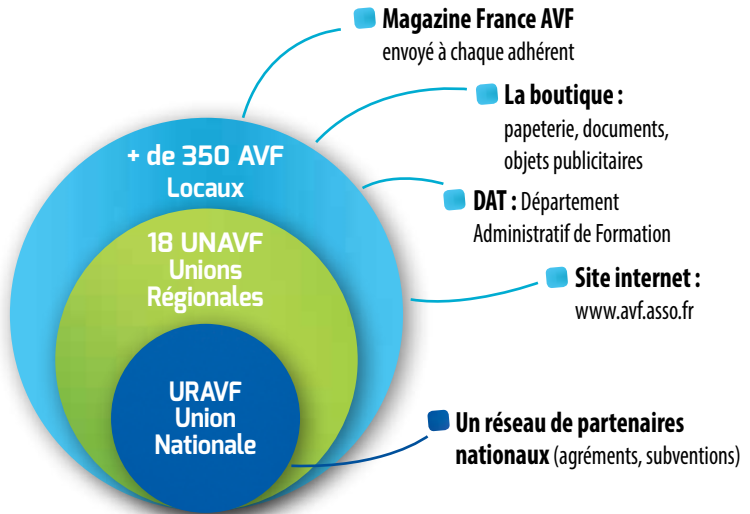 Magazine France AVF
envoyé à chaque adhérent
La boutique :
papeterie, documents,
objets publicitaires
+ de 350 AVF
Locaux
DAT : Département
Administratif de Formation
18 UNAVF
Unions
Régionales
Site internet :
www.avf.asso.fr
URAVF
Union
Nationale
Un réseau de partenaires
nationaux (agréments, subventions)